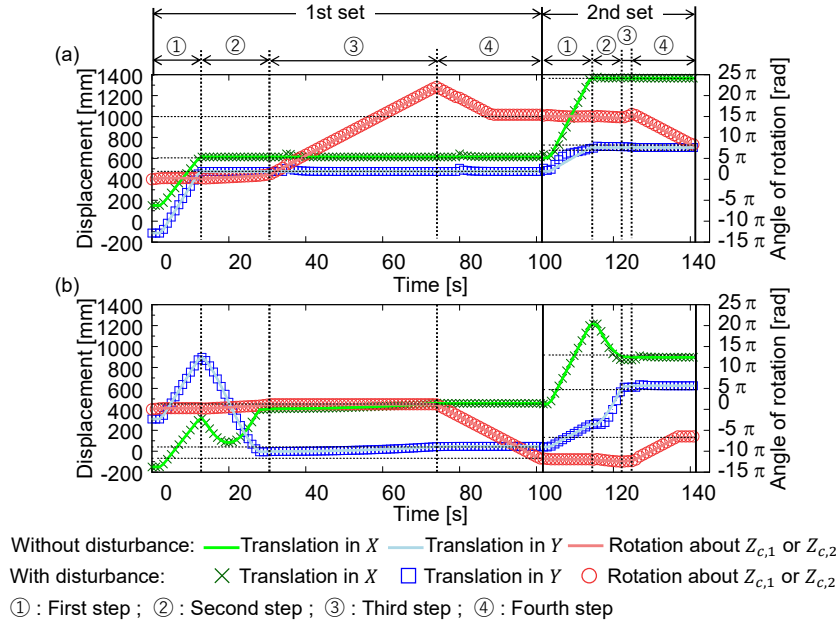 1st set 2nd set
(a) ① ② ③ ④ ① ② ③ ④
Displacement [mm]
1400
1200
1000
800
600
400
200
0
-200
25 π
20 π
15 π
10 π
5 π
0
-5 π
-10 π
-15 π
Angle of rotation [rad]
0 20 40 60 80 100 120 140
Time [s]
(b)
Displacement [mm]
1400
1200
1000
800
600
400
200
0
-200
25 π
20 π
15 π
10 π
5 π
0
-5 π
-10 π
-15 π
Angle of rotation [rad]
0 20 40 60 80 100 120 140
Time [s]
Without disturbance: Translation in X Translation in Y Rotation about Z_{c,1} or Z_{c,2}
With disturbance: Translation in X Translation in Y Rotation about Z_{c,1} or Z_{c,2}
① : First step ; ② : Second step ; ③ : Third step ; ④ : Fourth step